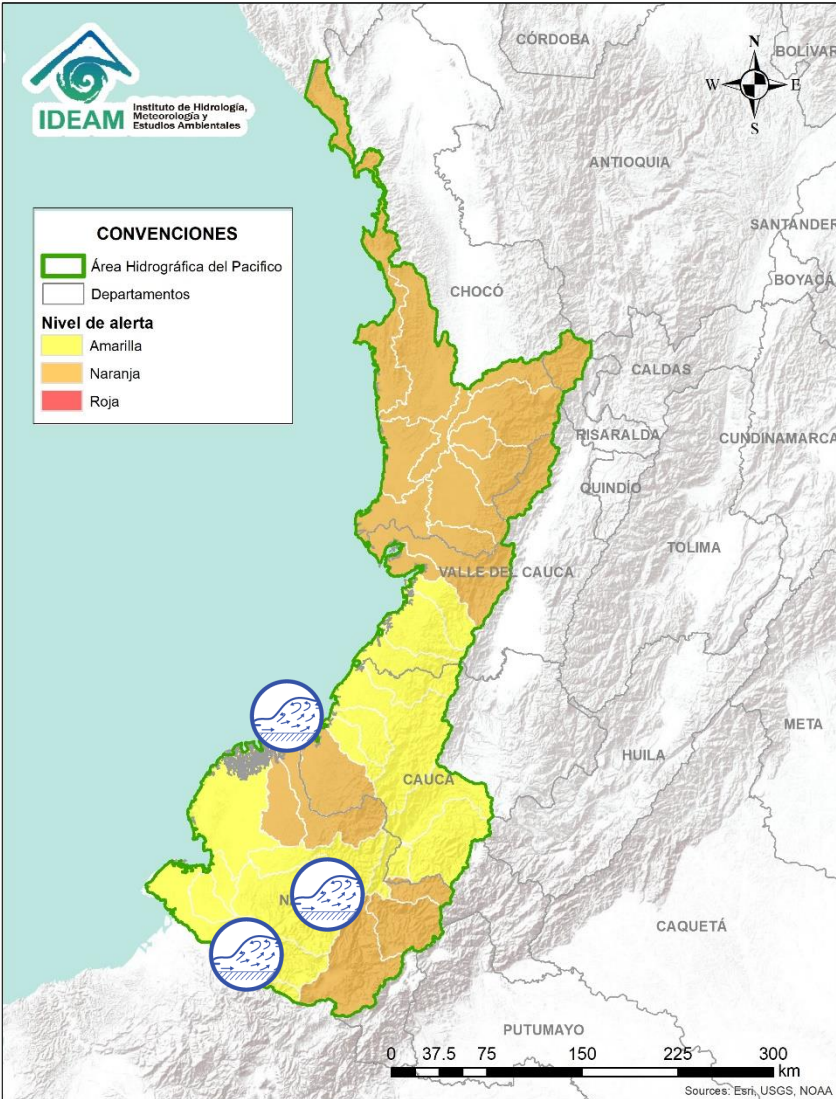 IDEAM
Instituto de Hidrología,
Meteorología y
Estudios Ambientales
CONVENCIONES
Área Hidrográfica del Pacifico
Departamentos
Nivel de alerta
Amarilla
Naranja
Roja
N
W
E
S
CÓRDOBA
BOLÍVAR
ANTIOQUIA
SANTANDER
BOYACÁ
CHOCÓ
CALDAS
RISARALDA
CUNDINAMARCA
QUINDÍO
TOLIMA
VALLE DEL CAUCA
META
HUILA
CAUCA
N
CAQUETÁ
PUTUMAYO
0 37.5 75 150 225 300
km
Sources: Esri, USGS, NOAA